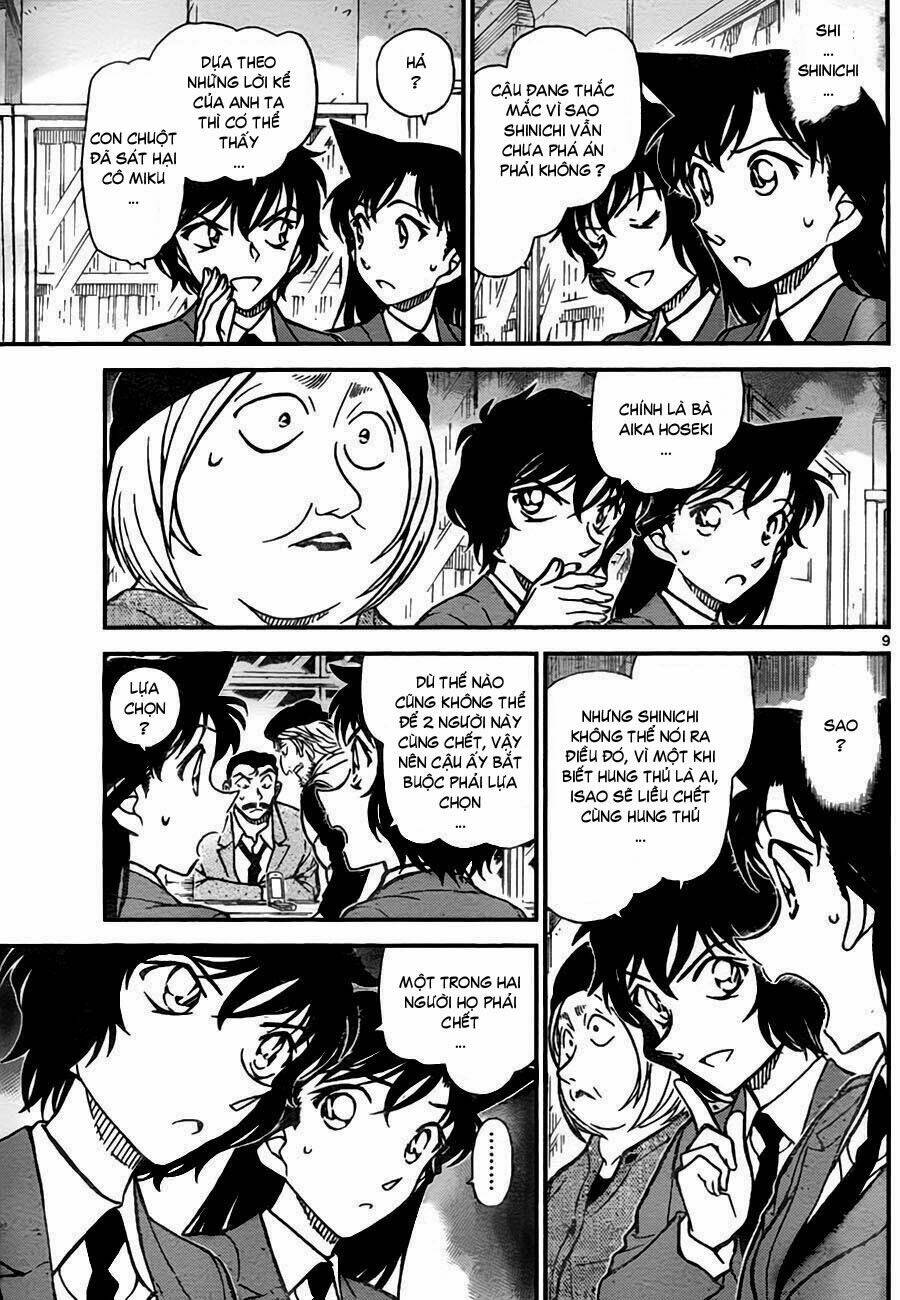 SHI
...
SHINICHI
...
CẬU ĐANG THẮC
MẮC VÌ SAO
SHINICHI VẪN
CHƯA PHÁ ÁN
PHẢI KHÔNG ?
HẢ
?
DỰA THEO
NHỮNG LỜI KỂ
CỦA ANH TA
THÌ CƠ THỂ
THẤY
...
CON CHUỘT
ĐÃ SÁT HẠI
CÔ MIKU
...
CHÍNH LÀ BÀ
AIKA HOSEKI
...
9
SAO
?
NHƯNG SHINICHI
KHÔNG THỂ NÓI RA
ĐIỀU ĐÓ, VÌ MỘT KHI
BIẾT HUNG THỦ LÀ AI,
ISAO SẼ LIỀU CHẾT
CÙNG HUNG THỦ
...
DÙ THẾ NÀO
CŨNG KHÔNG THỂ
ĐỂ 2 NGƯỜI NÀY
CÙNG CHẾT, VẬY
NÊN CẬU ẤY BẮT
BUỘC PHẢI LỰA
CHỌN
...
LỰA
CHỌN
?
MỘT TRONG HAI
NGƯỜI HỌ PHẢI
CHẾT
...
........